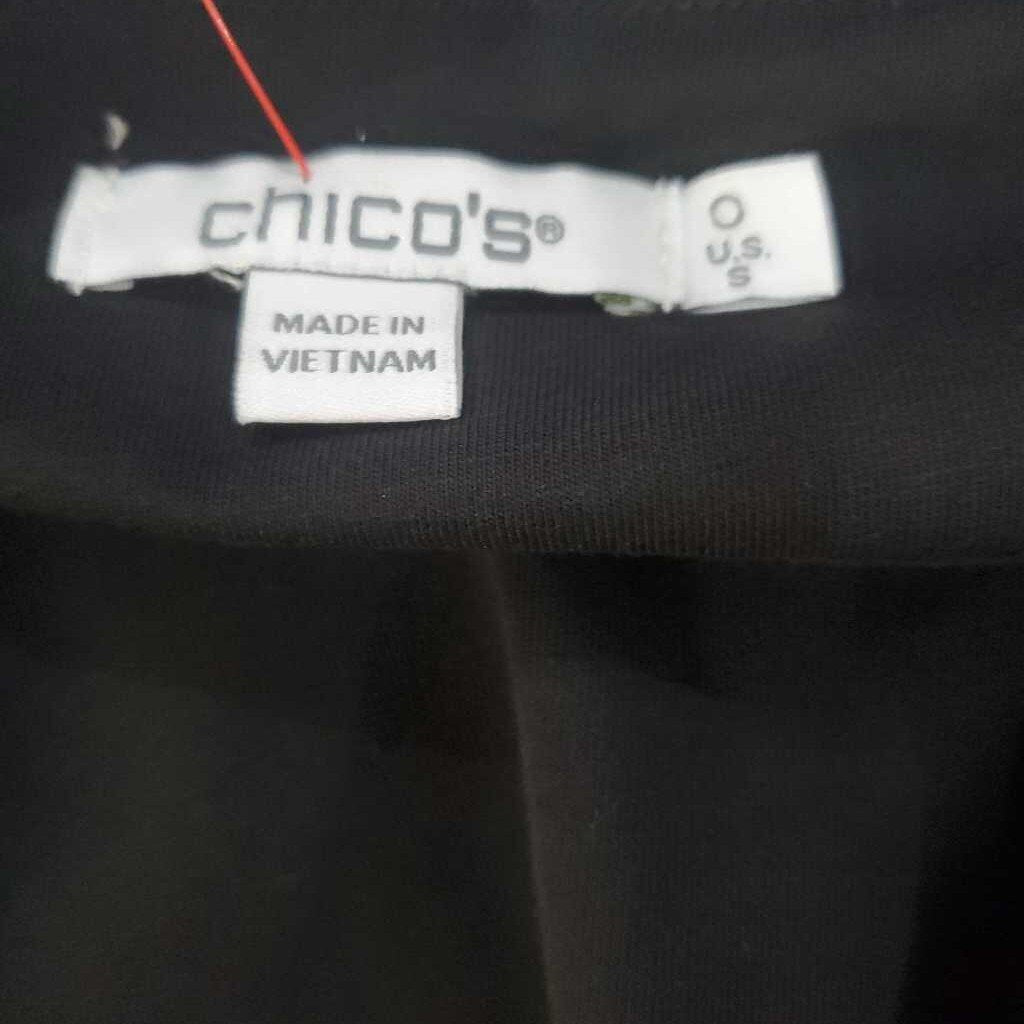 chico's®
0
U.S.
S
MADE IN
VIETNAM